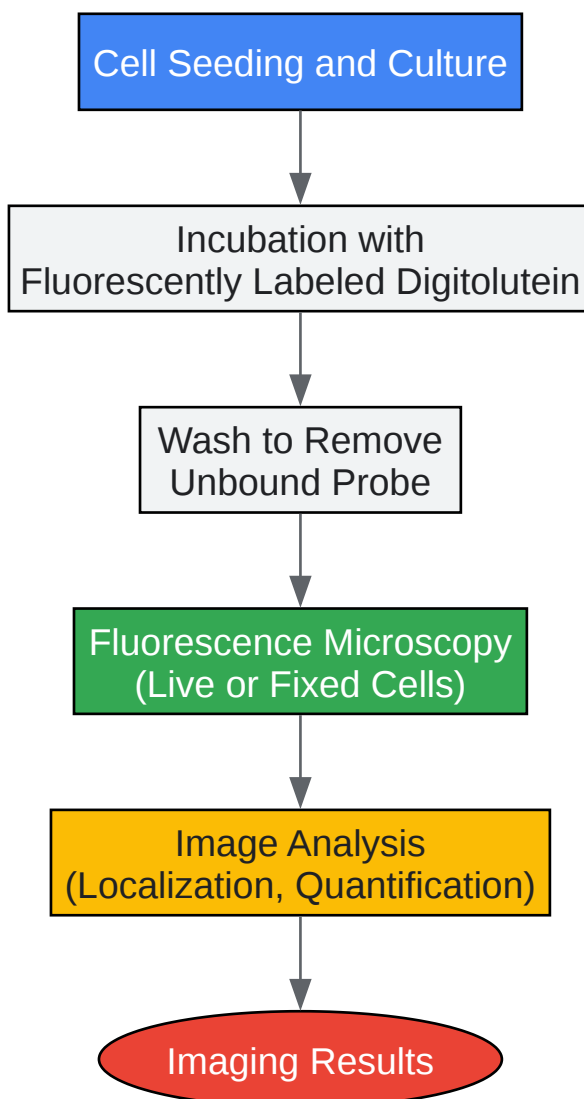 Cell Seeding and Culture
Incubation with
Fluorescently Labeled Digitolutein
Wash to Remove
Unbound Probe
Fluorescence Microscopy
(Live or Fixed Cells)
Image Analysis
(Localization, Quantification)
Imaging Results